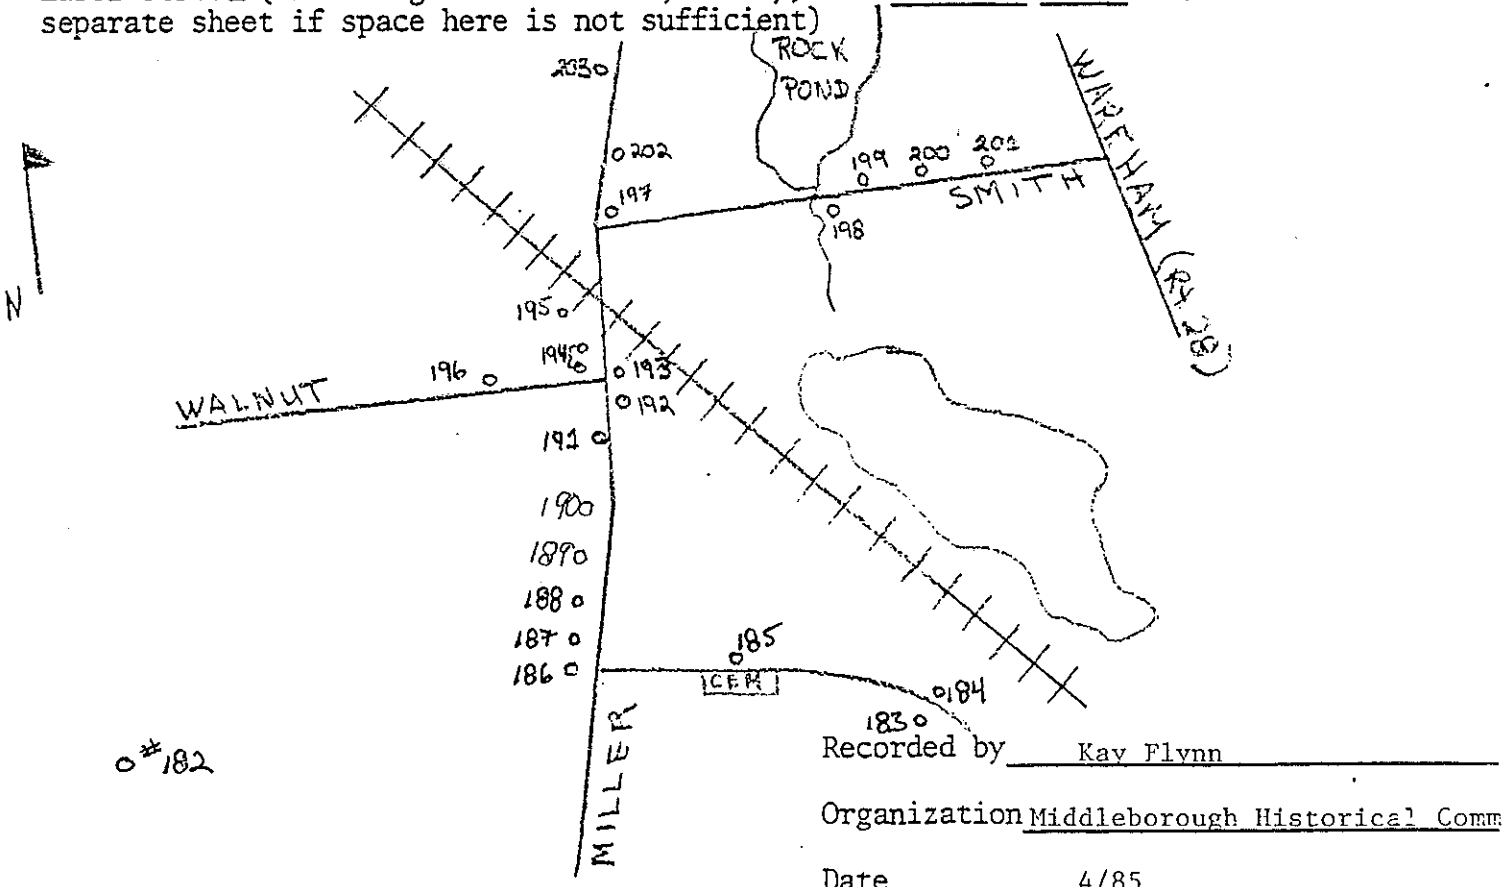 separate sheet if space here is not sufficient)
ROCK
POND
WAREHAM (Rt 28)
203
202
197
199
200
201
SMITH
198
N
195
194
193
196
WALNUT
192
191
190
189
188
187
186
185
CEM
184
183
#182
MILLER
Recorded by Kay Flynn
Organization Middleborough Historical Comm
Date 4/85